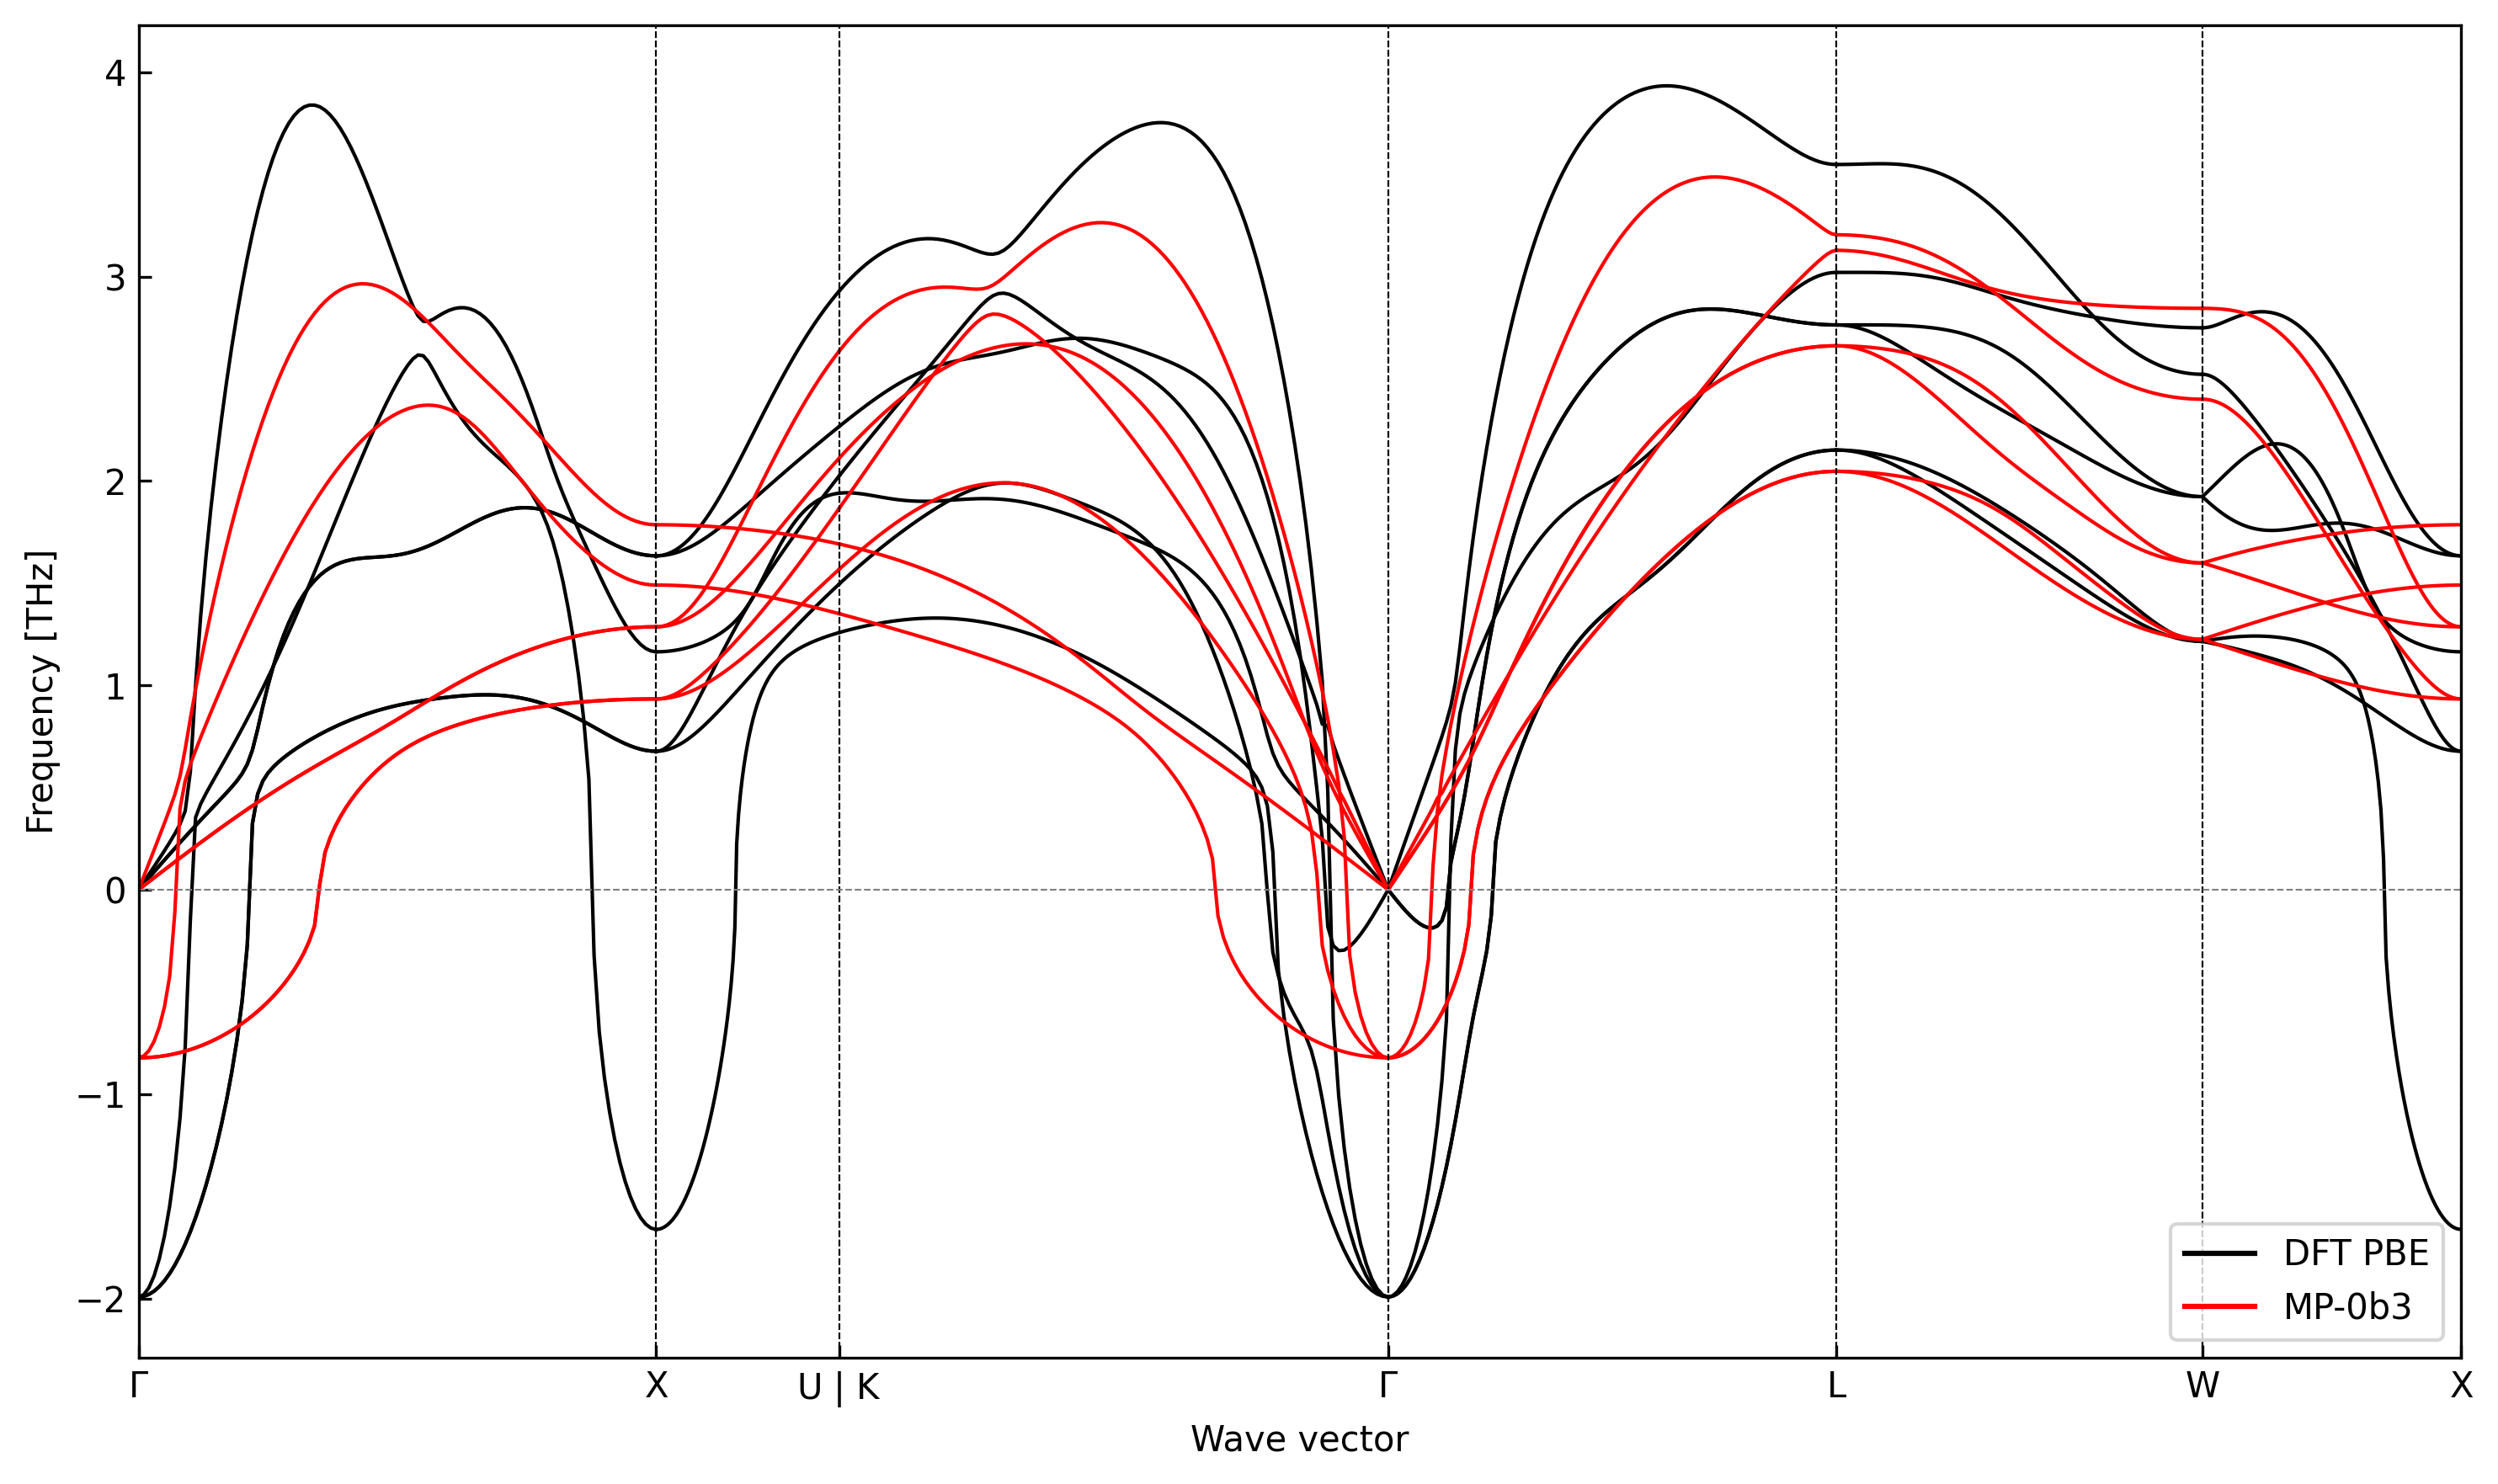 4
3
2
1
0
−1
−2
Frequency [THz]
DFT PBE
MP-0b3
Γ X U | K Γ L W X
Wave vector